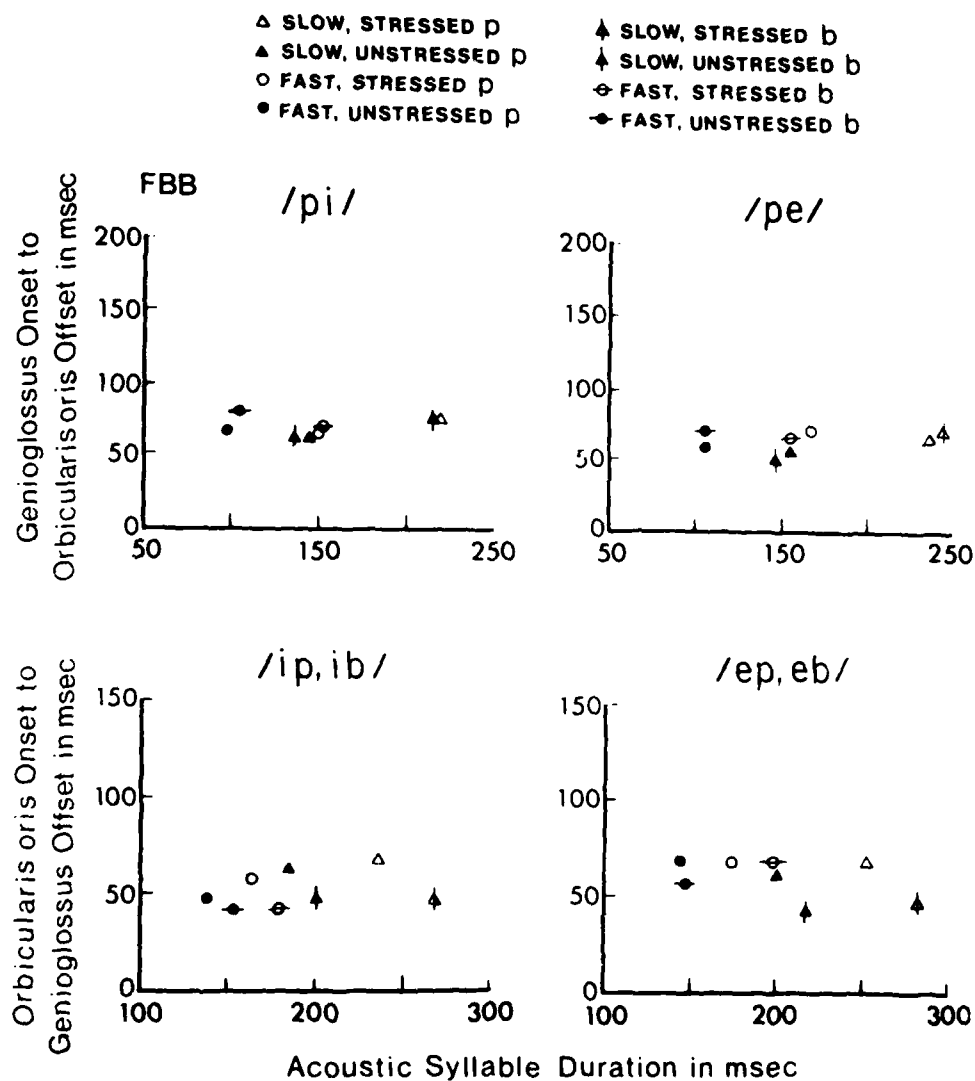 SLOW, STRESSED p
SLOW, UNSTRESSED p
FAST, STRESSED p
FAST, UNSTRESSED p
SLOW, STRESSED b
SLOW, UNSTRESSED b
FAST, STRESSED b
FAST, UNSTRESSED b
FBB
/pi/
/pe/
Genioglossus Onset to
Orbicularis oris Offset in msec
200
150
100
50
0
50
150
250
200
150
100
50
0
50
150
250
/ip, ib/
/ep, eb/
Orbicularis oris Onset to
Genioglossus Offset in msec
150
100
50
0
100
200
300
150
100
50
0
100
200
300
Acoustic Syllable Duration in msec